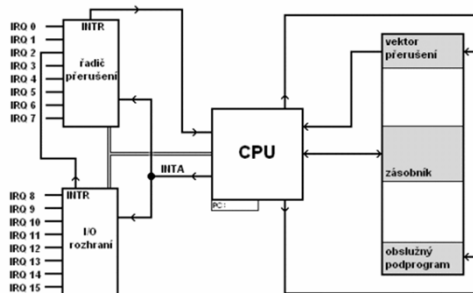 IRQ 0
IRQ 1
IRQ 2
IRQ 3
IRQ 4
IRQ 5
IRQ 6
IRQ 7
INTR
řadič
přerušení
IRQ 8
IRQ 9
IRQ 10
IRQ 11
IRQ 12
IRQ 13
IRQ 14
IRQ 15
INTR
I/O
rozhraní
INTA
CPU
PC:
vektor
přerušení
zásobník
obslužný
podprogram